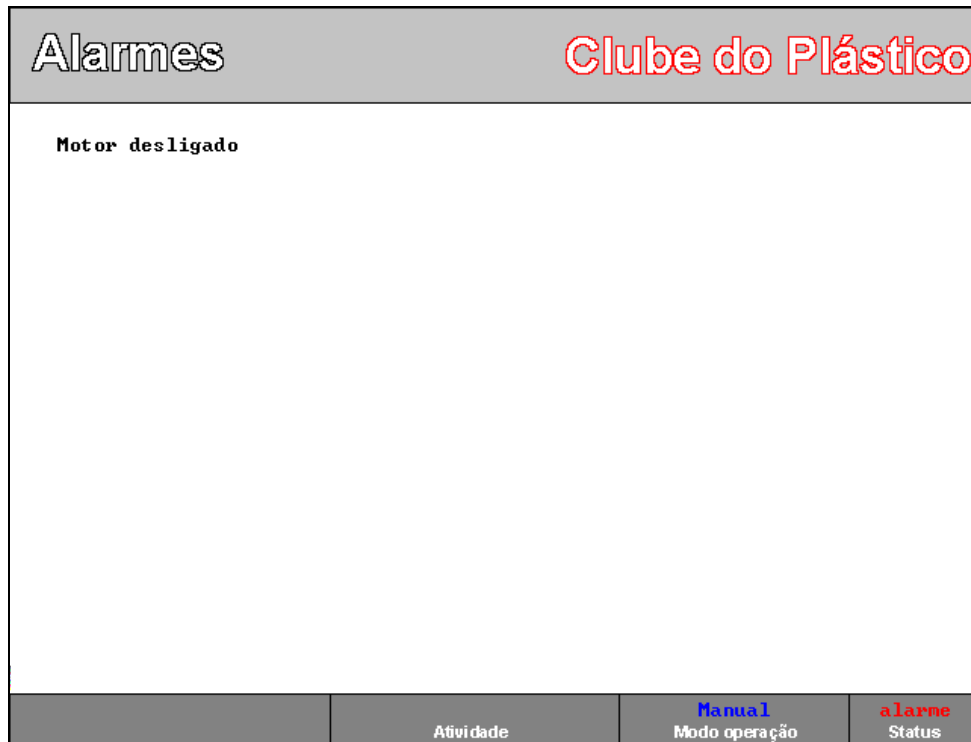 Alarmes
Clube do Plástico
Motor desligado
Atividade
Manual
Modo operação
alarme
Status